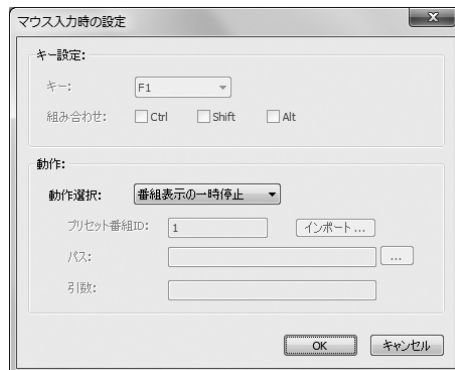 マウス入力時の設定
キー設定:
キー: F1
組み合わせ: Ctrl Shift Alt
動作:
動作選択: 番組表示の一時停止
プリセット番組ID: 1 インポート...
パス: ...
引数:
OK キャンセル